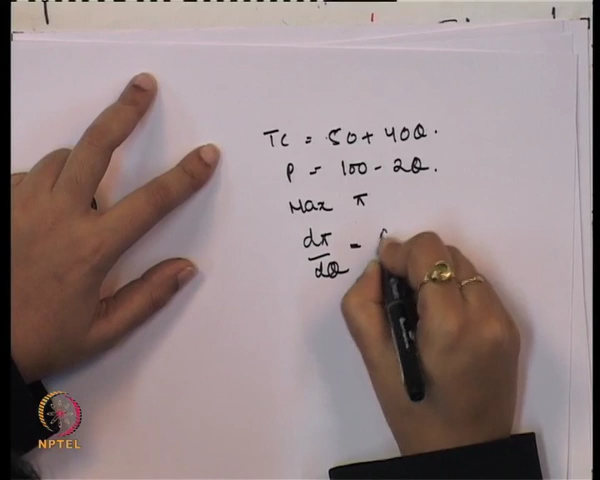 TC = 50 + 40Q.
P = 100 - 2Q.
Max π
dπ/dQ =
NPTEL